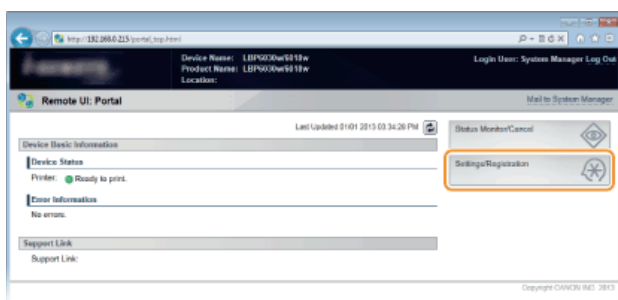 http://192.168.0.215/portal_top.html
Device Name: LBP6030w/6018w
Product Name: LBP6030w/6018w
Location:
Login User: System Manager Log Out
Remote UI: Portal
Mail to System Manager
Last Updated 01/01 2013 03:34:26 PM
Device Basic Information
Device Status
Printer: Ready to print.
Error Information
No errors.
Support Link
Support Link:
Status Monitor/Cancel
Settings/Registration
Copyright CANON INC. 2013